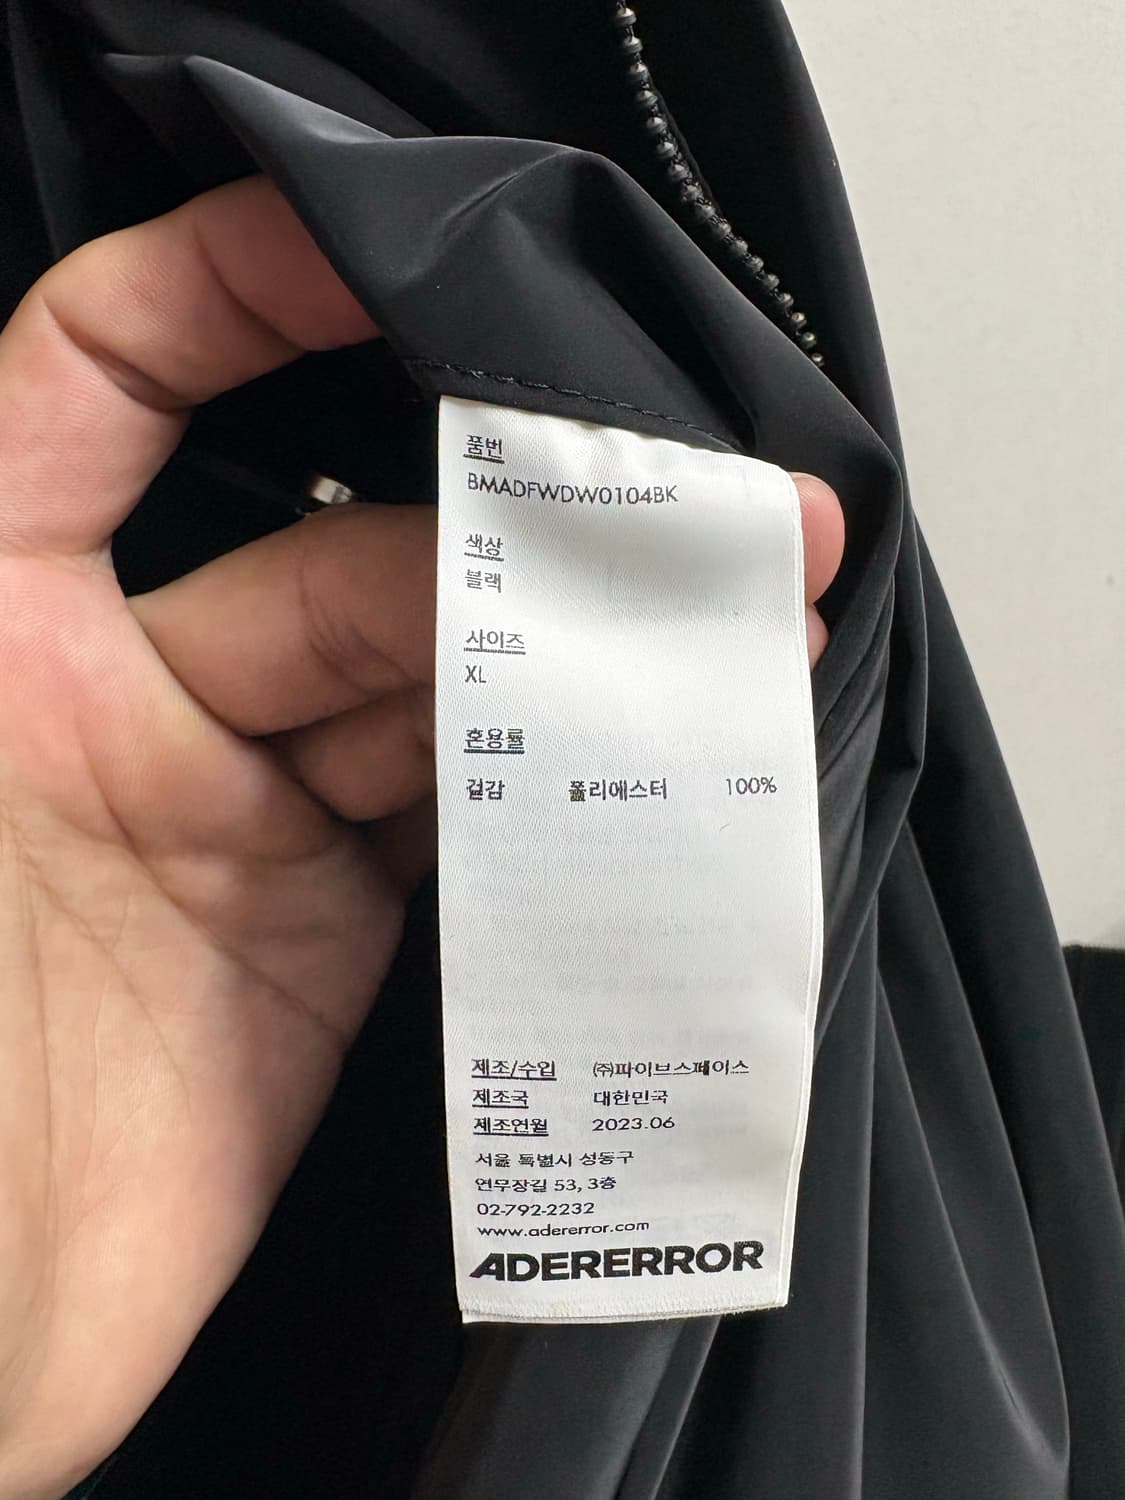 품번
BMADFWDW0104BK
색상
블랙
사이즈
XL
혼용률
겉감 폴리에스터 100%
제조/수입 ㈜파이브스페이스
제조국 대한민국
제조연월 2023.06
서울 특별시 성동구
연무장길 53, 3층
02-792-2232
www.adererror.com
ADERERROR